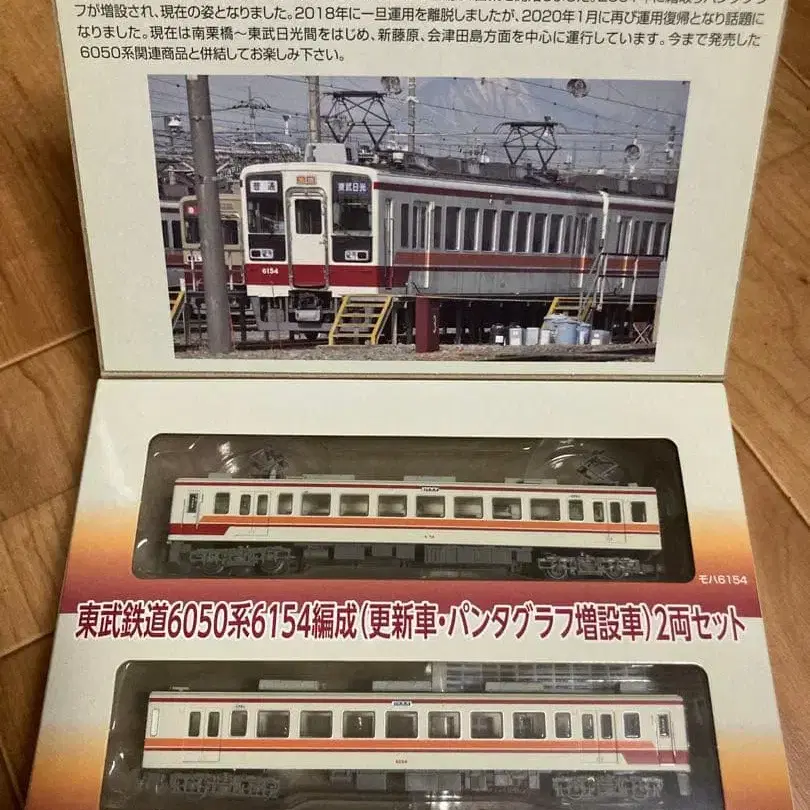 フが増設され、現在の姿となりました。2018年に一旦運用を離脱しましたが、2020年1月に再び運用復帰となり話題に
なりました。現在は南栗橋〜東武日光間をはじめ、新藤原、会津田島方面を中心に運行しています。今まで発売した
6050系関連商品と併結してお楽しみ下さい。
普通
東武日光
6154
モハ6154
東武鉄道6050系6154編成(更新車・パンタグラフ増設車)2両セット